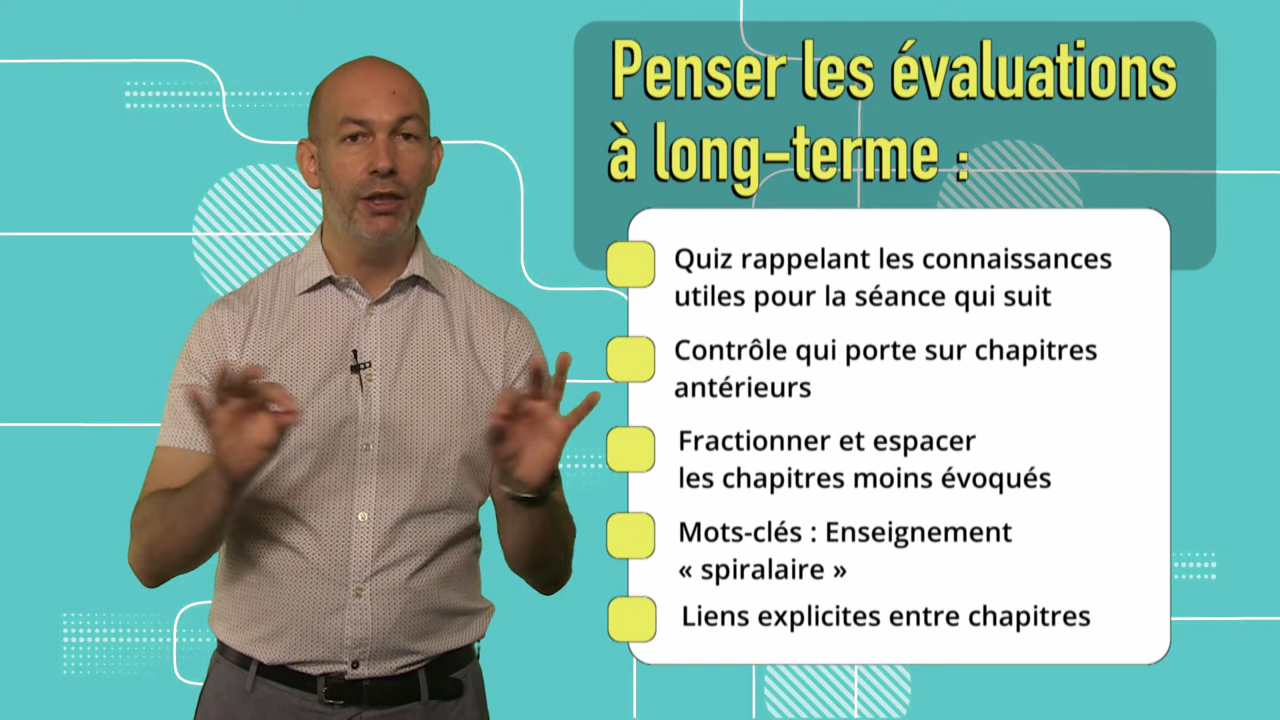 Penser les évaluations
à long-terme :
Quiz rappelant les connaissances
utiles pour la séance qui suit
Contrôle qui porte sur chapitres
antérieurs
Fractionner et espacer
les chapitres moins évoqués
Mots-clés : Enseignement
« spiralaire »
Liens explicites entre chapitres